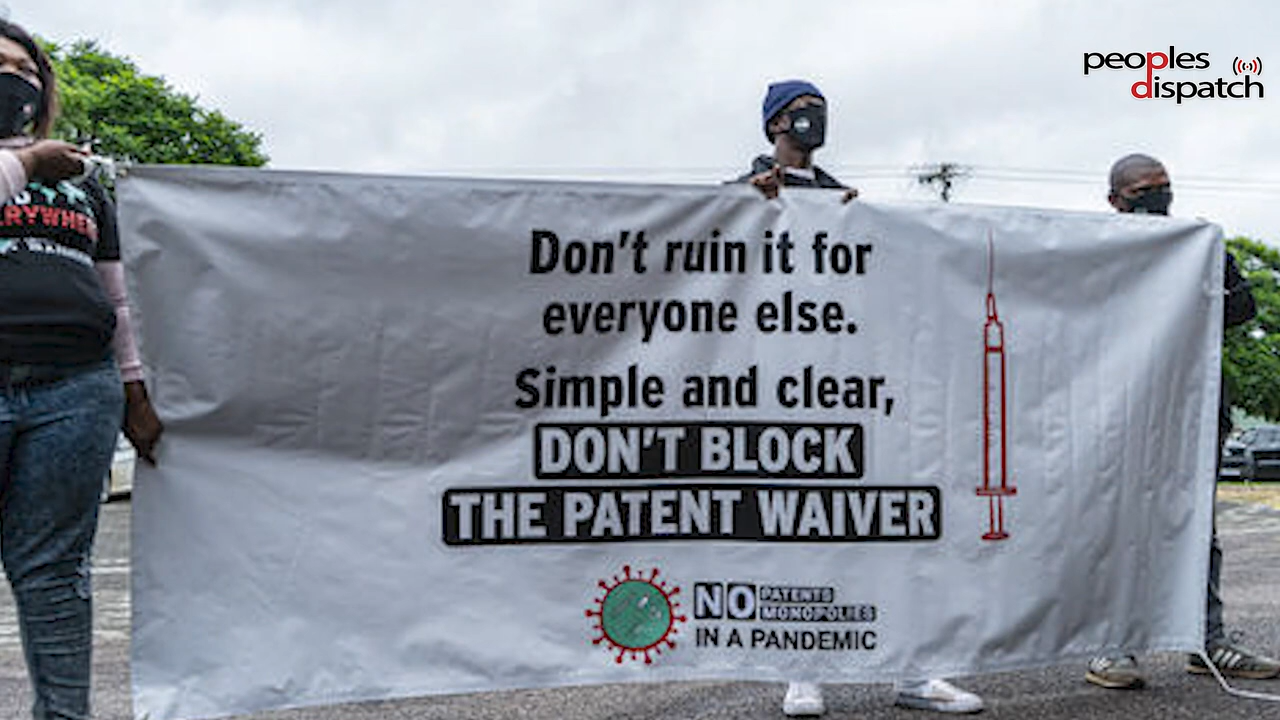 peoples
dispatch
ERYWHE
Don't ruin it for
everyone else.
Simple and clear,
DON'T BLOCK
THE PATENT WAIVER
NO PATENTS
MONOPOLIES
IN A PANDEMIC